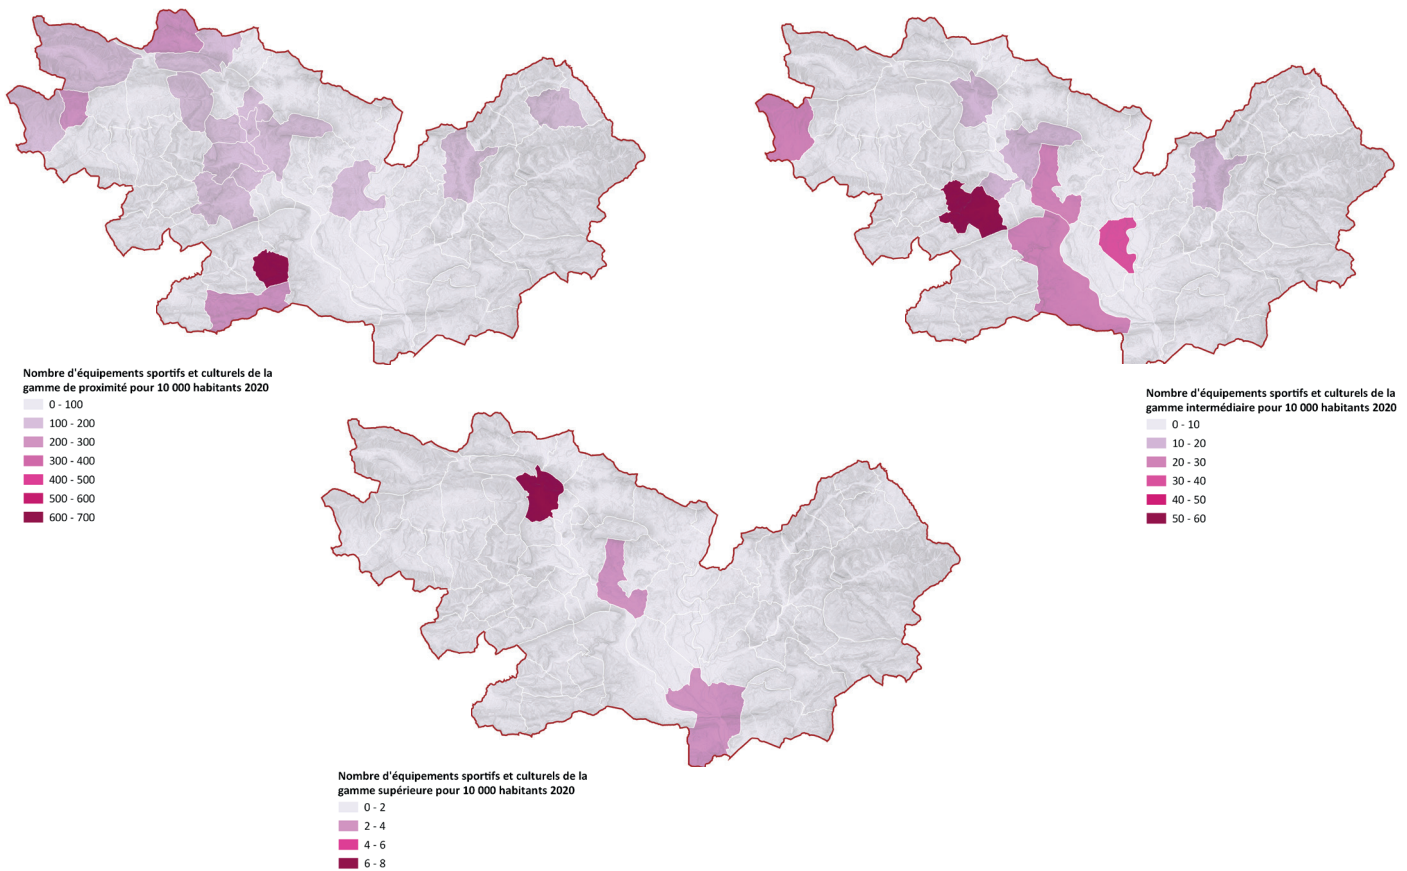 Nombre d'équipements sportifs et culturels de la
gamme de proximité pour 10 000 habitants 2020
0 - 100
100 - 200
200 - 300
300 - 400
400 - 500
500 - 600
600 - 700
Nombre d'équipements sportifs et culturels de la
gamme intermédiaire pour 10 000 habitants 2020
0 - 10
10 - 20
20 - 30
30 - 40
40 - 50
50 - 60
Nombre d'équipements sportifs et culturels de la
gamme supérieure pour 10 000 habitants 2020
0 - 2
2 - 4
4 - 6
6 - 8